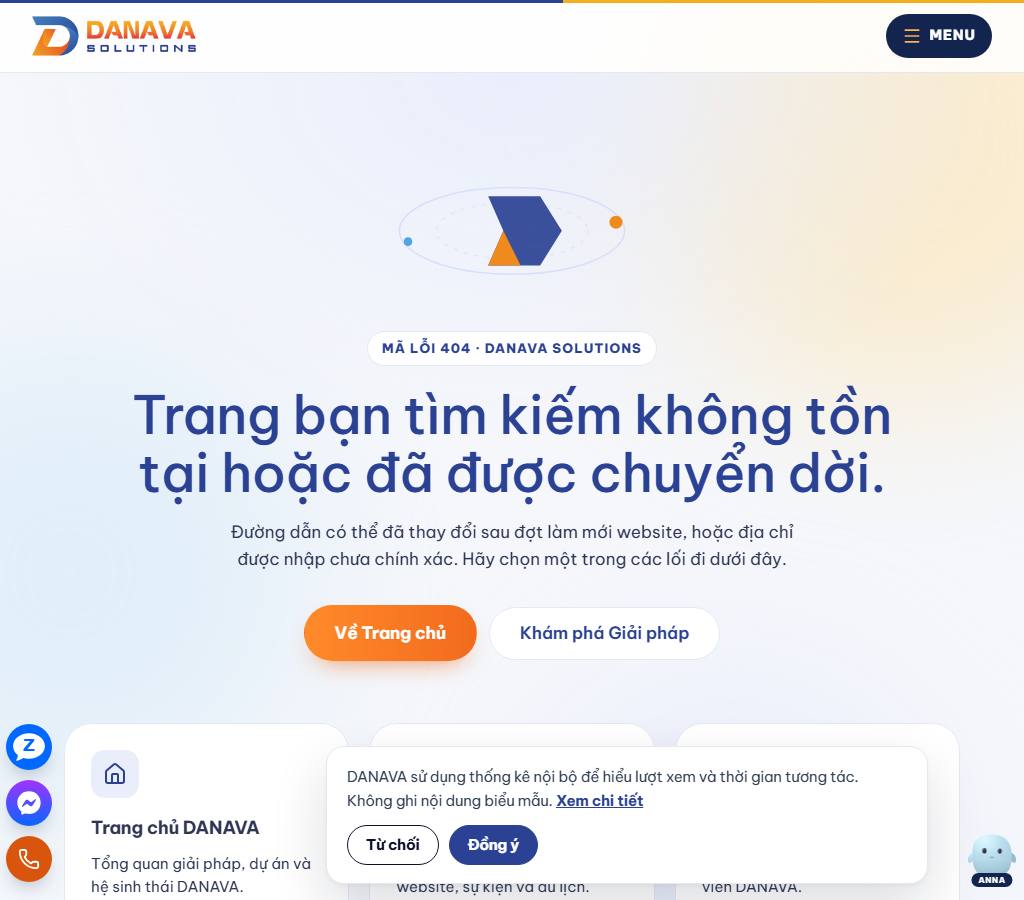 DANAVA
SOLUTIONS
MENU
MÃ LỖI 404 · DANAVA SOLUTIONS
Trang bạn tìm kiếm không tồn
tại hoặc đã được chuyển dời.
Đường dẫn có thể đã thay đổi sau đợt làm mới website, hoặc địa chỉ
được nhập chưa chính xác. Hãy chọn một trong các lối đi dưới đây.
Về Trang chủ
Khám phá Giải pháp
Z
Trang chủ DANAVA
Tổng quan giải pháp, dự án và
hệ sinh thái DANAVA.
DANAVA sử dụng thống kê nội bộ để hiểu lượt xem và thời gian tương tác.
Không ghi nội dung biểu mẫu. Xem chi tiết
Từ chối
Đồng ý
website, sự kiện và du lịch.
viên DANAVA.
ANNA